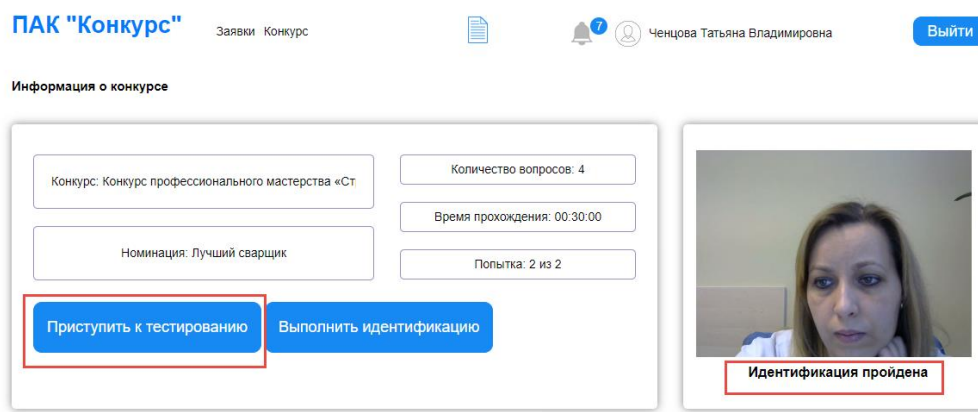 ПАК "Конкурс"
Заявки Конкурс
7
Ченцова Татьяна Владимировна
Выйти
Информация о конкурсе
Конкурс: Конкурс профессионального мастерства «Ст
Номинация: Лучший сварщик
Количество вопросов: 4
Время прохождения: 00:30:00
Попытка: 2 из 2
Приступить к тестированию
Выполнить идентификацию
Идентификация пройдена